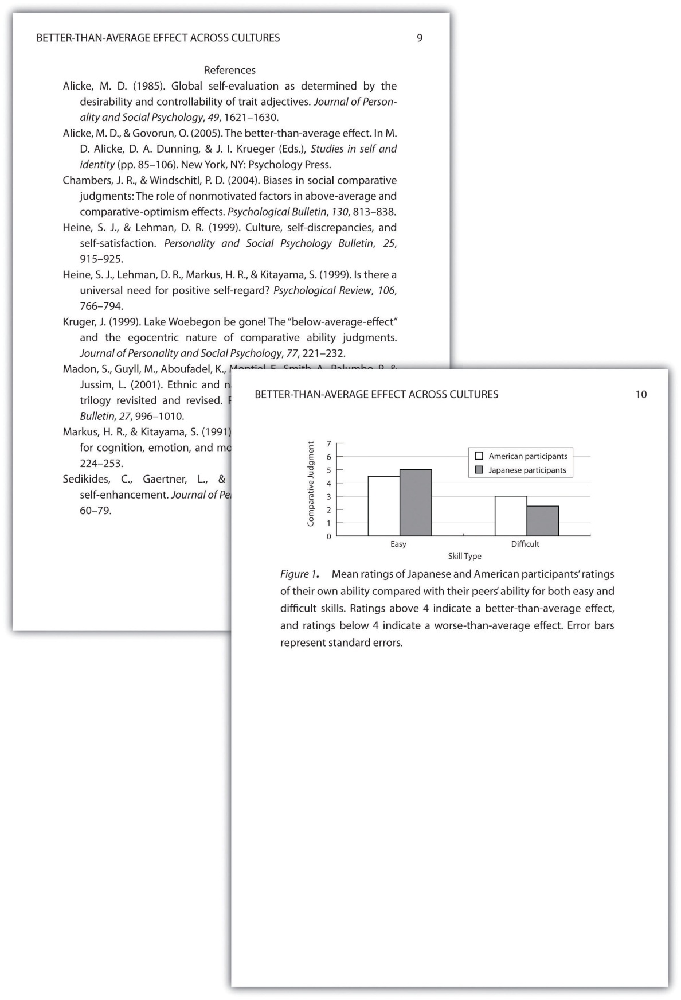 BETTER-THAN-AVERAGE EFFECT ACROSS CULTURES 9
References
Alicke, M. D. (1985). Global self-evaluation as determined by the
desirability and controllability of trait adjectives. Journal of Person-
ality and Social Psychology, 49, 1621–1630.
Alicke, M. D., & Govorun, O. (2005). The better-than-average effect. In M.
D. Alicke, D. A. Dunning, & J. I. Krueger (Eds.), Studies in self and
identity (pp. 85–106). New York, NY: Psychology Press.
Chambers, J. R., & Windschitl, P. D. (2004). Biases in social comparative
judgments: The role of nonmotivated factors in above-average and
comparative-optimism effects. Psychological Bulletin, 130, 813–838.
Heine, S. J., & Lehman, D. R. (1999). Culture, self-discrepancies, and
self-satisfaction. Personality and Social Psychology Bulletin, 25,
915–925.
Heine, S. J., Lehman, D. R., Markus, H. R., & Kitayama, S. (1999). Is there a
universal need for positive self-regard? Psychological Review, 106,
766–794.
Kruger, J. (1999). Lake Woebegon be gone! The “below-average-effect”
and the egocentric nature of comparative ability judgments.
Journal of Personality and Social Psychology, 77, 221–232.
Madon, S., Guyll, M., Aboufadel, K., Montiel, E., Smith, A., Palumbo, P., &
Jussim, L. (2001). Ethnic and
trilogy revisited and revised.
Bulletin, 27, 996–1010.
Markus, H. R., & Kitayama, S. (1991)
for cognition, emotion, and
224–253.
Sedikides, C., Gaertner, L., &
self-enhancement. Journal of
60–79.
BETTER-THAN-AVERAGE EFFECT ACROSS CULTURES 10
Comparative Judgment
7
6
5
4
3
2
1
0
American participants
Japanese participants
Easy Difficult
Skill Type
Figure 1. Mean ratings of Japanese and American participants’ ratings
of their own ability compared with their peers’ ability for both easy and
difficult skills. Ratings above 4 indicate a better-than-average effect,
and ratings below 4 indicate a worse-than-average effect. Error bars
represent standard errors.